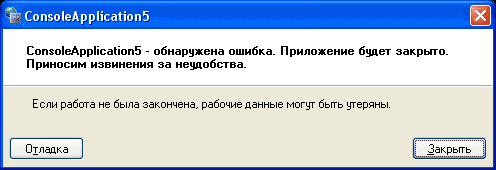 ConsoleApplication5
ConsoleApplication5 - обнаружена ошибка. Приложение будет закрыто.
Приносим извинения за неудобства.
Если работа не была закончена, рабочие данные могут быть утеряны.
Отладка
Закрыть